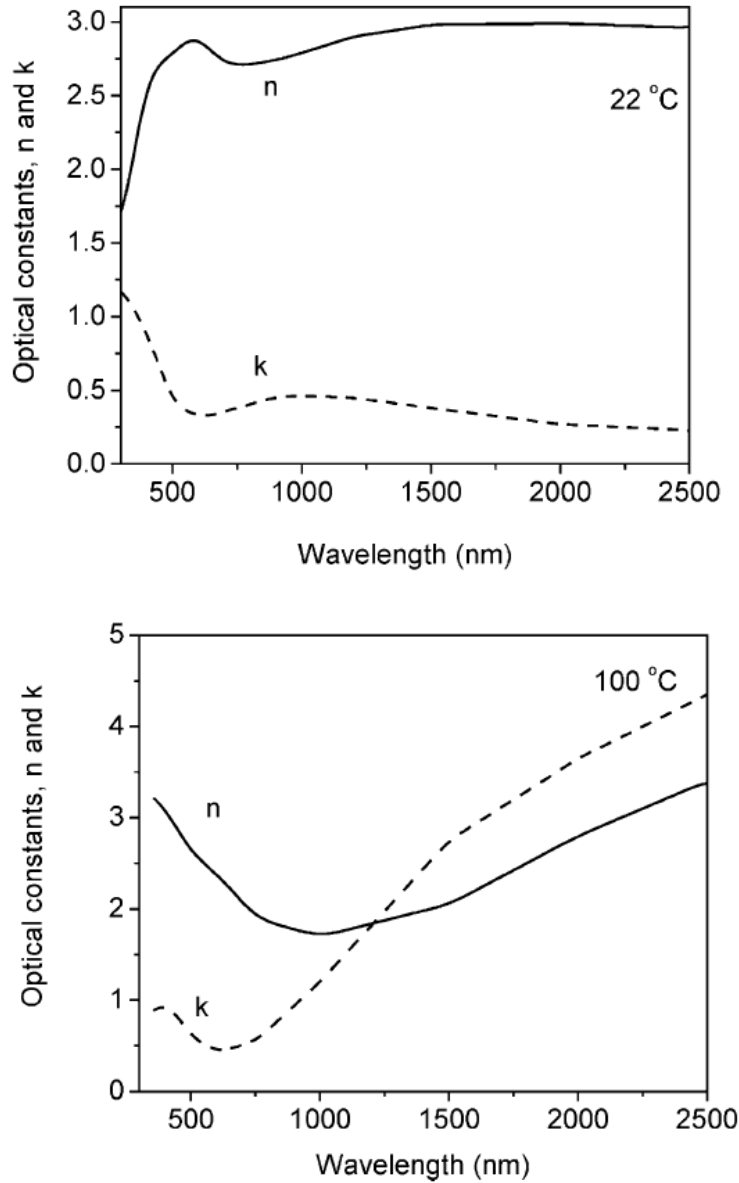 3.0
2.5
2.0
1.5
1.0
0.5
0.0
Optical constants, n and k
n
22 °C
k
500 1000 1500 2000 2500
Wavelength (nm)
5
4
3
2
1
0
Optical constants, n and k
100 °C
n
k
500 1000 1500 2000 2500
Wavelength (nm)